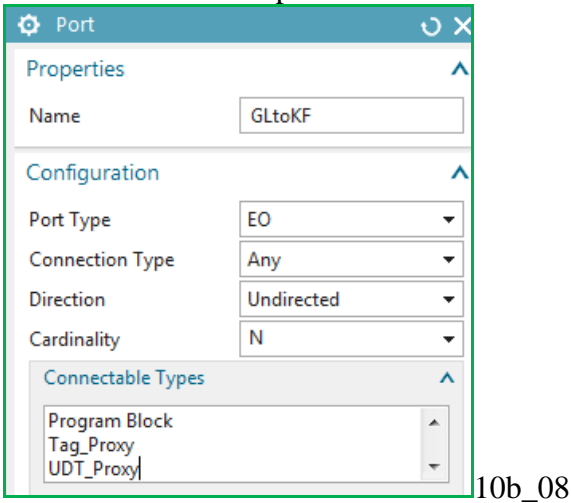 Port
Properties
Name GLtoKF
Configuration
Port Type EO
Connection Type Any
Direction Undirected
Cardinality N
Connectable Types
Program Block
Tag_Proxy
UDT_Proxy
10b_08